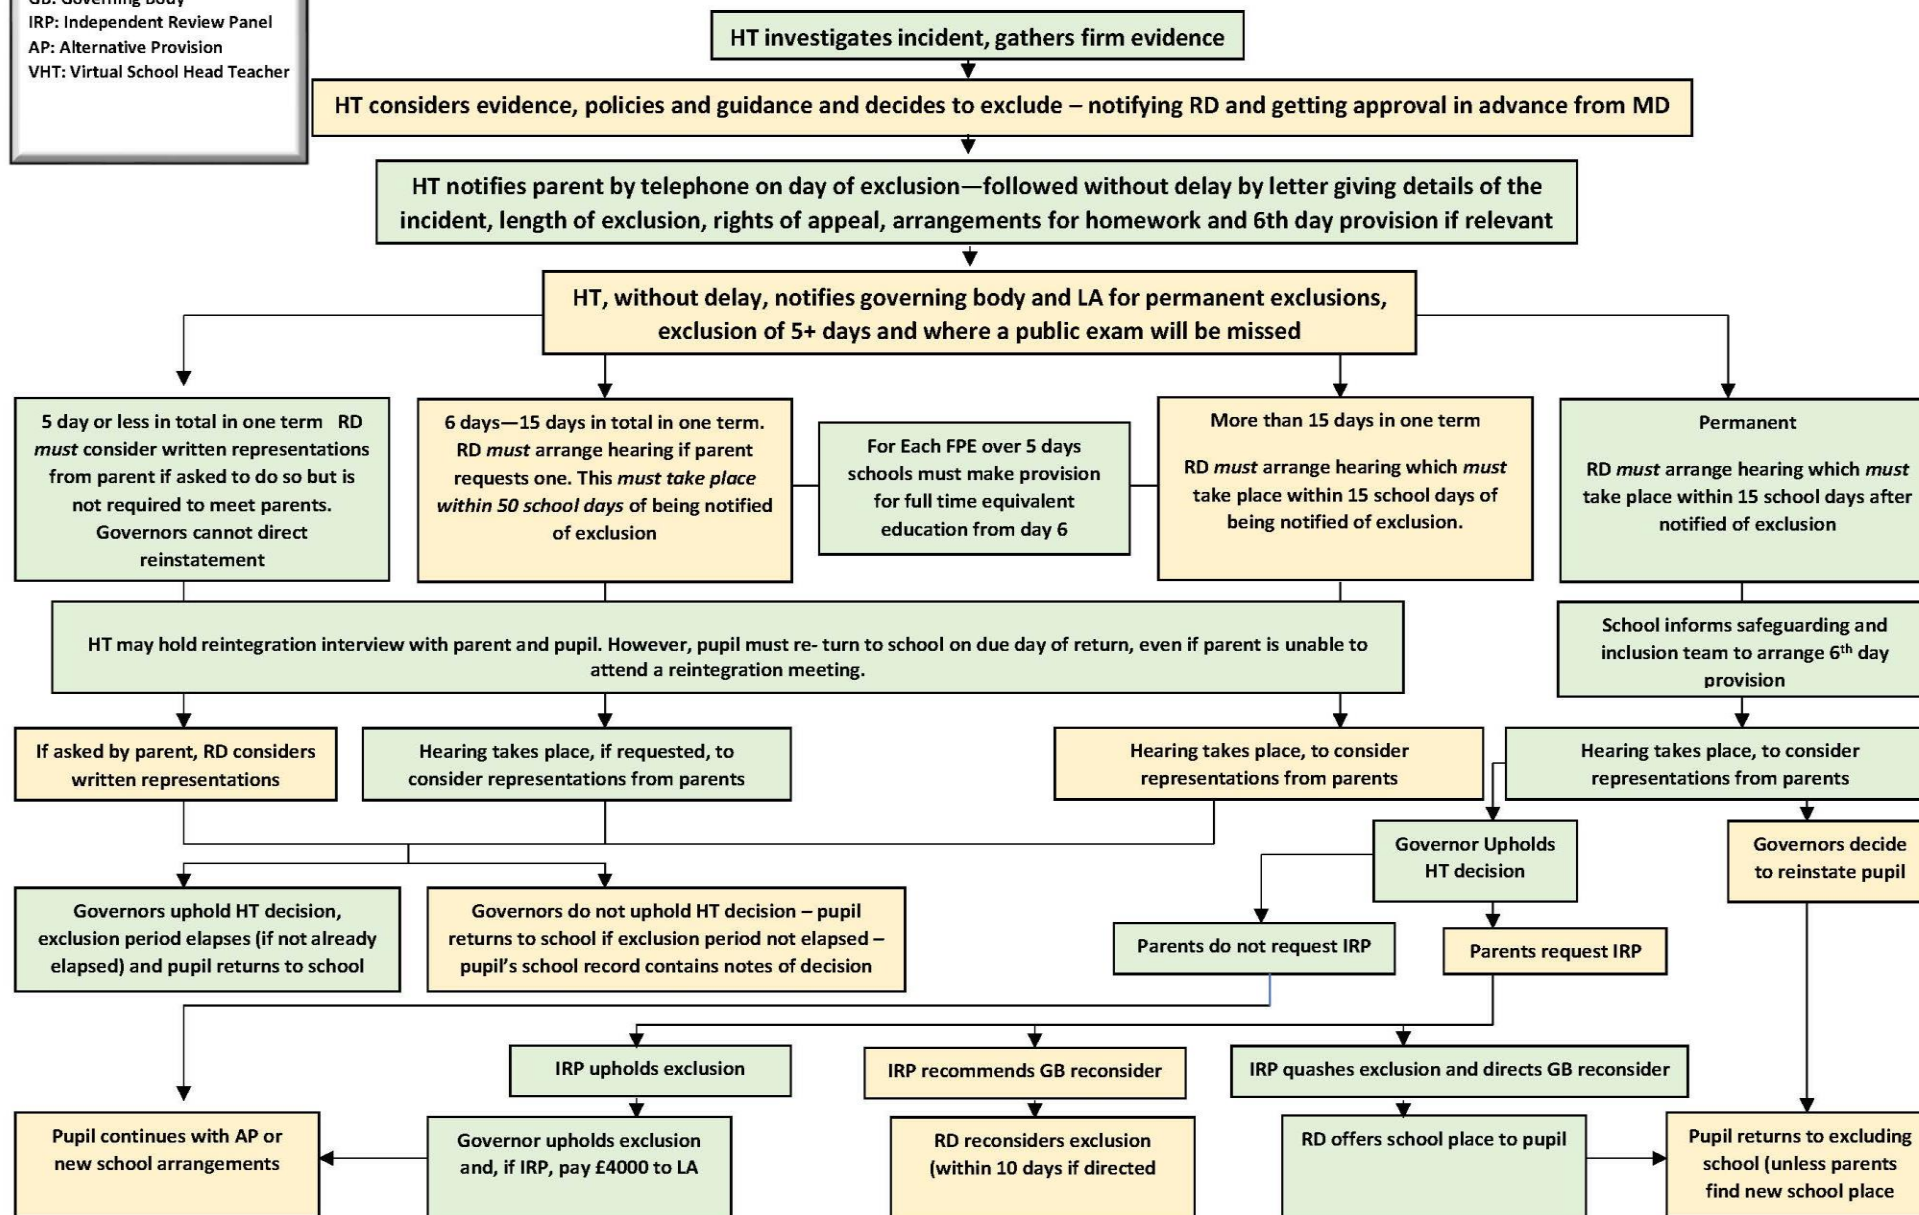 GB: Governing Body
IRP: Independent Review Panel
AP: Alternative Provision
VHT: Virtual School Head Teacher
HT investigates incident, gathers firm evidence
HT considers evidence, policies and guidance and decides to exclude – notifying RD and getting approval in advance from MD
HT notifies parent by telephone on day of exclusion—followed without delay by letter giving details of the
incident, length of exclusion, rights of appeal, arrangements for homework and 6th day provision if relevant
HT, without delay, notifies governing body and LA for permanent exclusions,
exclusion of 5+ days and where a public exam will be missed
5 day or less in total in one term RD
must consider written representations
from parent if asked to do so but is
not required to meet parents.
Governors cannot direct
reinstatement
6 days—15 days in total in one term.
RD must arrange hearing if parent
requests one. This must take place
within 50 school days of being notified
of exclusion
For Each FPE over 5 days
schools must make provision
for full time equivalent
education from day 6
More than 15 days in one term
RD must arrange hearing which must
take place within 15 school days of
being notified of exclusion.
Permanent
RD must arrange hearing which must
take place within 15 school days after
notified of exclusion
HT may hold reintegration interview with parent and pupil. However, pupil must re- turn to school on due day of return, even if parent is unable to
attend a reintegration meeting.
School informs safeguarding and
inclusion team to arrange 6th day
provision
If asked by parent, RD considers
written representations
Hearing takes place, if requested, to
consider representations from parents
Hearing takes place, to consider
representations from parents
Hearing takes place, to consider
representations from parents
Governor Upholds
HT decision
Governors decide
to reinstate pupil
Governors uphold HT decision,
exclusion period elapses (if not already
elapsed) and pupil returns to school
Governors do not uphold HT decision – pupil
returns to school if exclusion period not elapsed –
pupil's school record contains notes of decision
Parents do not request IRP
Parents request IRP
IRP upholds exclusion
IRP recommends GB reconsider
IRP quashes exclusion and directs GB reconsider
Pupil continues with AP or
new school arrangements
Governor upholds exclusion
and, if IRP, pay £4000 to LA
RD reconsiders exclusion
(within 10 days if directed
RD offers school place to pupil
Pupil returns to excluding
school (unless parents
find new school place